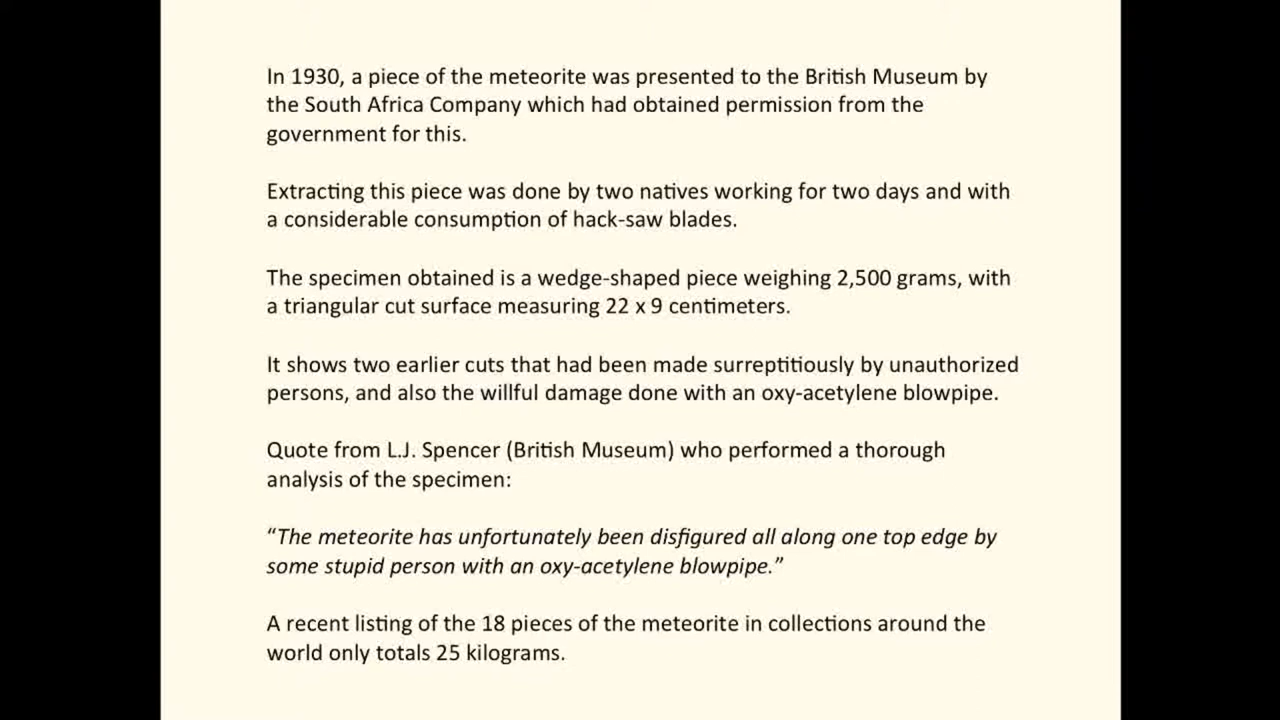 In 1930, a piece of the meteorite was presented to the British Museum by
the South Africa Company which had obtained permission from the
government for this.
Extracting this piece was done by two natives working for two days and with
a considerable consumption of hack-saw blades.
The specimen obtained is a wedge-shaped piece weighing 2,500 grams, with
a triangular cut surface measuring 22 x 9 centimeters.
It shows two earlier cuts that had been made surreptitiously by unauthorized
persons, and also the willful damage done with an oxy-acetylene blowpipe.
Quote from L.J. Spencer (British Museum) who performed a thorough
analysis of the specimen:
“The meteorite has unfortunately been disfigured all along one top edge by
some stupid person with an oxy-acetylene blowpipe.”
A recent listing of the 18 pieces of the meteorite in collections around the
world only totals 25 kilograms.